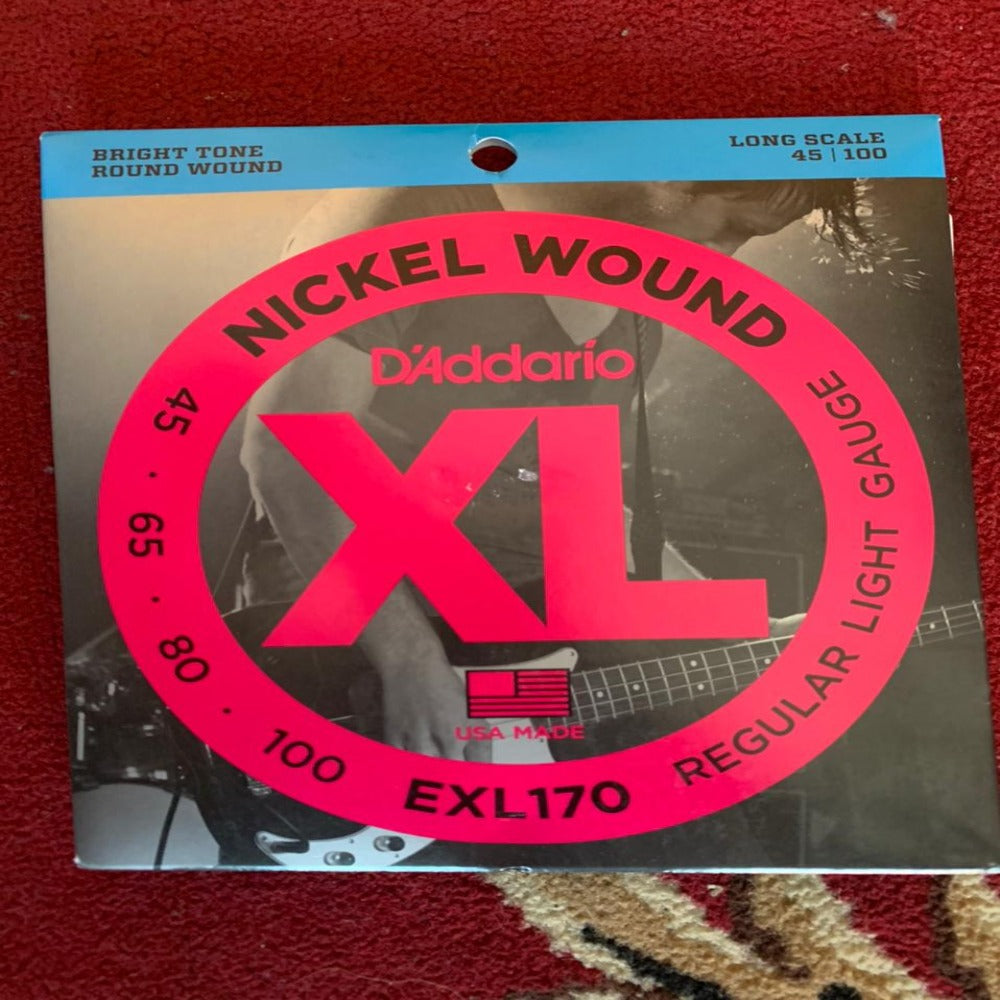 BRIGHT TONE
ROUND WOUND
LONG SCALE
45 | 100
NICKEL WOUND
D'Addario
XL
45 . 65 . 80 . 100
REGULAR LIGHT GAUGE
USA MADE
EXL170